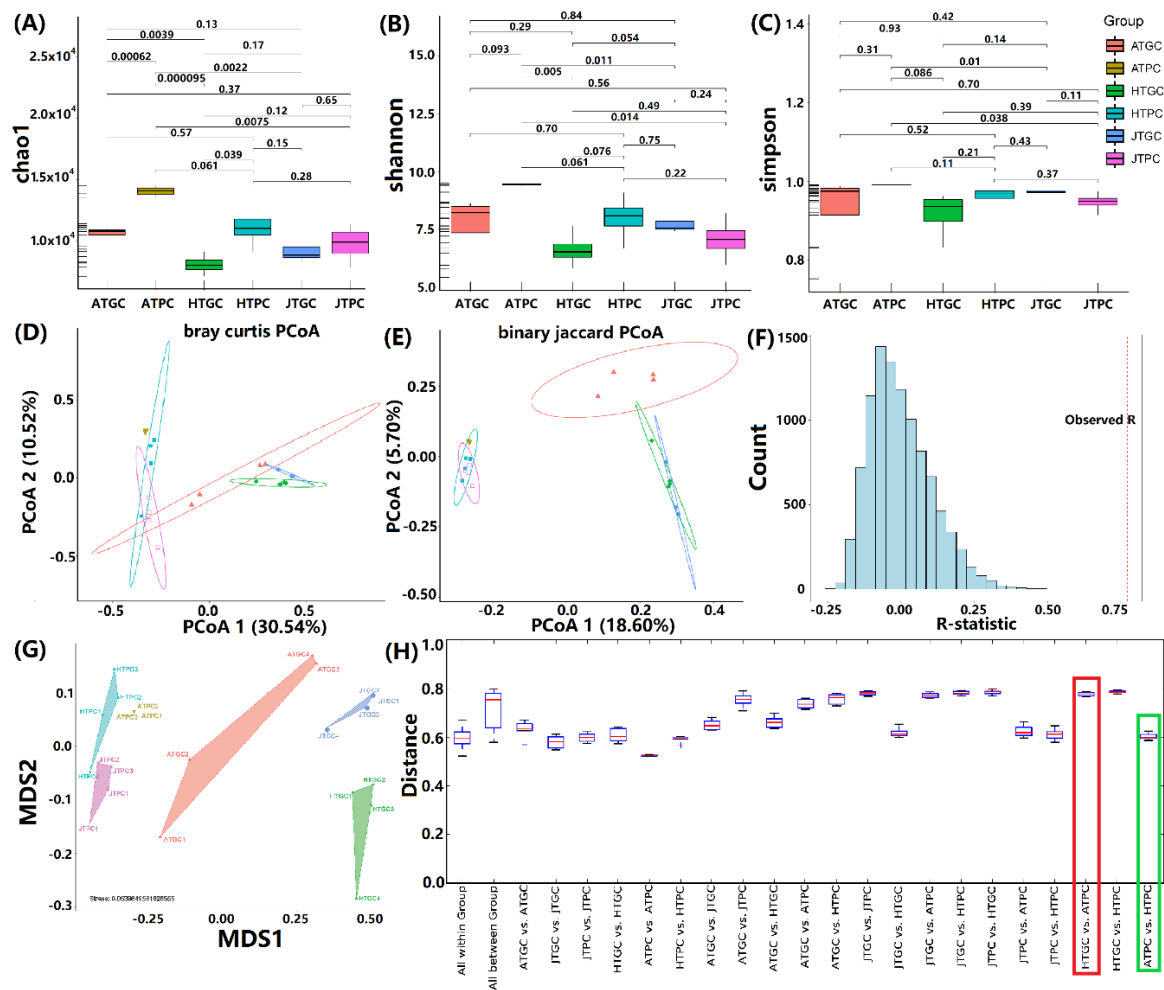 (A)
0.13
0.0039
0.17
0.00062
0.0022
0.000095
0.37
0.65
0.12
0.0075
0.57
0.15
0.039
0.061
0.28
chao1
2.5x10⁴
2.0x10⁴
15x10⁴
10x10⁴
ATGC ATPC HTGC HTPC JTGC JTPC
(B)
0.84
0.29
0.054
0.093
0.011
0.005
0.56
0.24
0.49
0.014
0.70
0.75
0.076
0.061
0.22
shannon
15.0
12.5
10.0
7.5
5.0
ATGC ATPC HTGC HTPC JTGC JTPC
(C)
0.42
0.93
0.14
0.31
0.01
0.086
0.70
0.11
0.39
0.038
0.52
0.43
0.21
0.11
0.37
simpson
1.4
1.2
1.0
0.8
ATGC ATPC HTGC HTPC JTGC JTPC
Group
ATGC
ATPC
HTGC
HTPC
JTGC
JTPC
(D)
bray curtis PCoA
PCoA 2 (10.52%)
0.5
0.0
-0.5
-0.5 0.0 0.5
PCoA 1 (30.54%)
(E)
binary jaccard PCoA
PCoA 2 (5.70%)
0.25
0.00
-0.25
-0.50
-0.2 0.0 0.2 0.4
PCoA 1 (18.60%)
(F)
Count
1500
1000
500
0
Observed R
-0.25 0.00 0.25 0.50 0.75
R-statistic
(G)
MDS2
0.1
0.0
-0.1
-0.2
-0.3
HTPC3
HTPC2
HTPC1
ATPC2
ATPC3
ATPC1
JTPC3
JTPC1
JTPC1
ATGC4
ATGC2
ATGC1
JTGC1
JTGC4
HTGC2
HTGC1
HTGC3
HTGC4
-0.25 0.00 0.25 0.50
MDS1
(H)
Distance
1.0
0.8
0.6
0.4
0.2
0.0
All within Group
All between Group
ATGC vs. ATGC
JTGC vs. JTGC
JTPC vs. JTPC
HTGC vs. HTGC
ATPC vs. ATPC
HTPC vs. HTPC
ATGC vs. JTGC
ATGC vs. JTPC
ATGC vs. HTGC
ATGC vs. ATPC
ATGC vs. HTPC
JTGC vs. JTPC
JTGC vs. HTGC
JTGC vs. ATPC
JTGC vs. HTPC
JTPC vs. HTGC
JTPC vs. ATPC
JTPC vs. HTPC
HTGC vs. ATPC
HTGC vs. HTPC
ATPC vs. HTPC